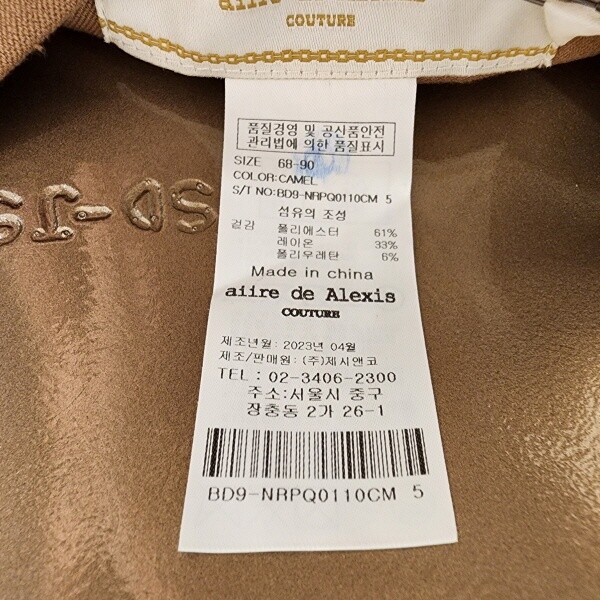 COUTURE
품질경영 및 공산품안전
관리법에 의한 품질표시
SIZE 68-90
COLOR:CAMEL
S/T NO:BD9-NRPQ0110CM 5
섬유의 조성
겉감 폴리에스터 61%
레이온 33%
폴리우레탄 6%
Made in china
aiire de Alexis
COUTURE
제조년월: 2023년 04월
제조/판매원: (주)제시앤코
TEL: 02-3406-2300
주소:서울시 중구
장충동 2가 26-1
BD9-NRPQ0110CM 5